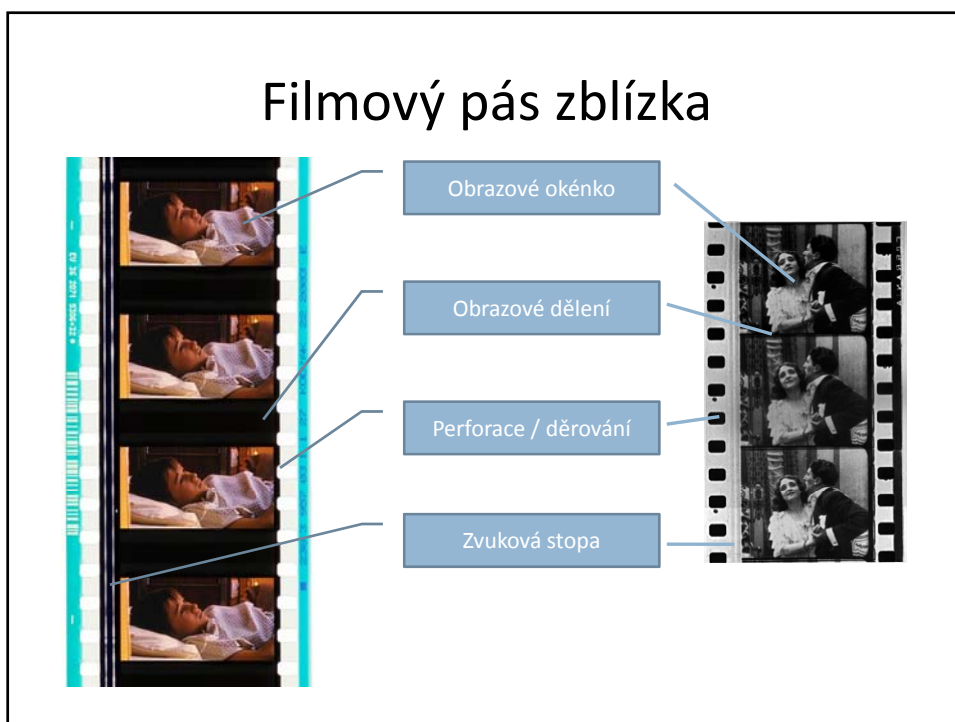 Filmový pás zblízka
Obrazové okénko
Obrazové dělení
Perforace / děrování
Zvuková stopa